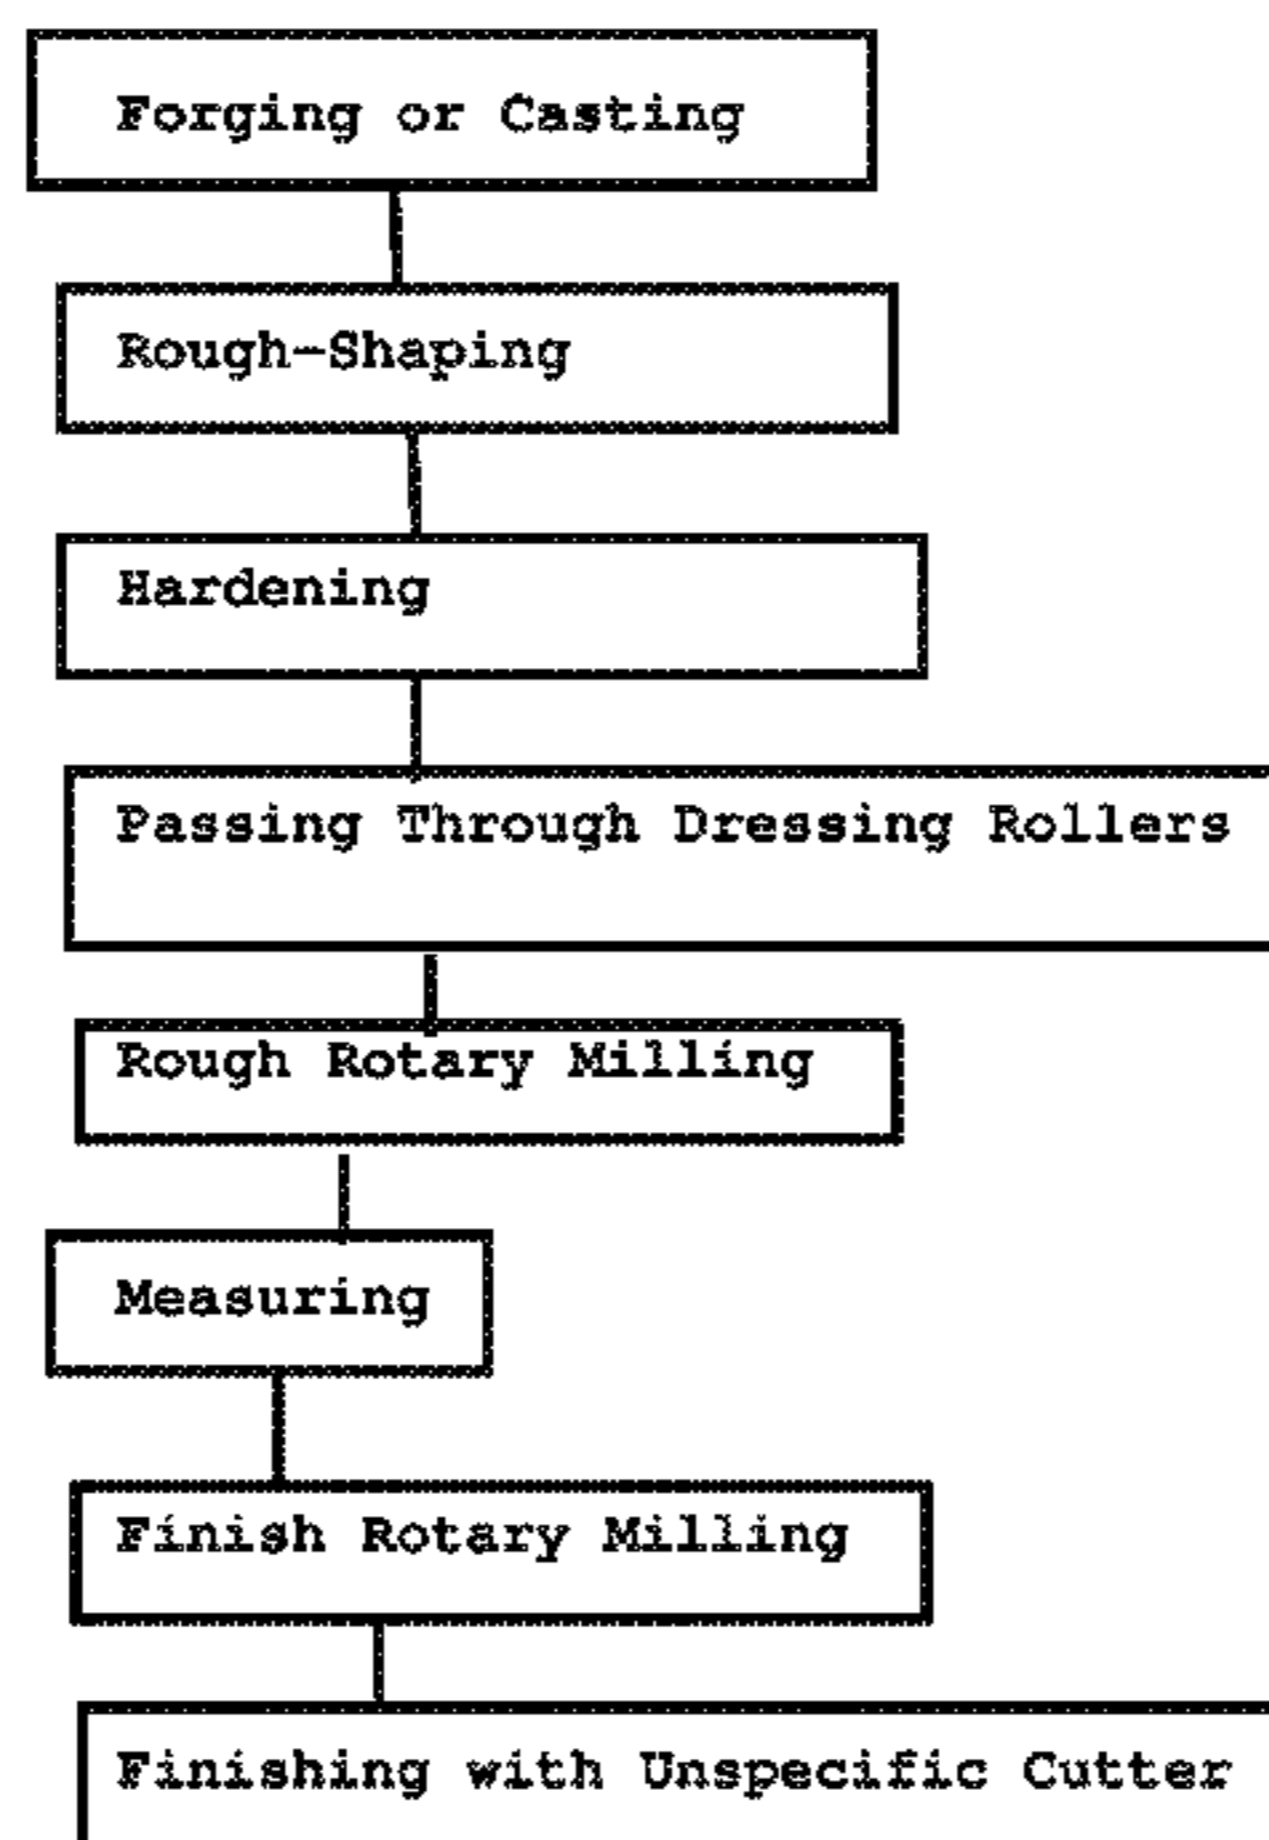 Forging or Casting
Rough-Shaping
Hardening
Passing Through Dressing Rollers
Rough Rotary Milling
Measuring
Finish Rotary Milling
Finishing with Unspecific Cutter